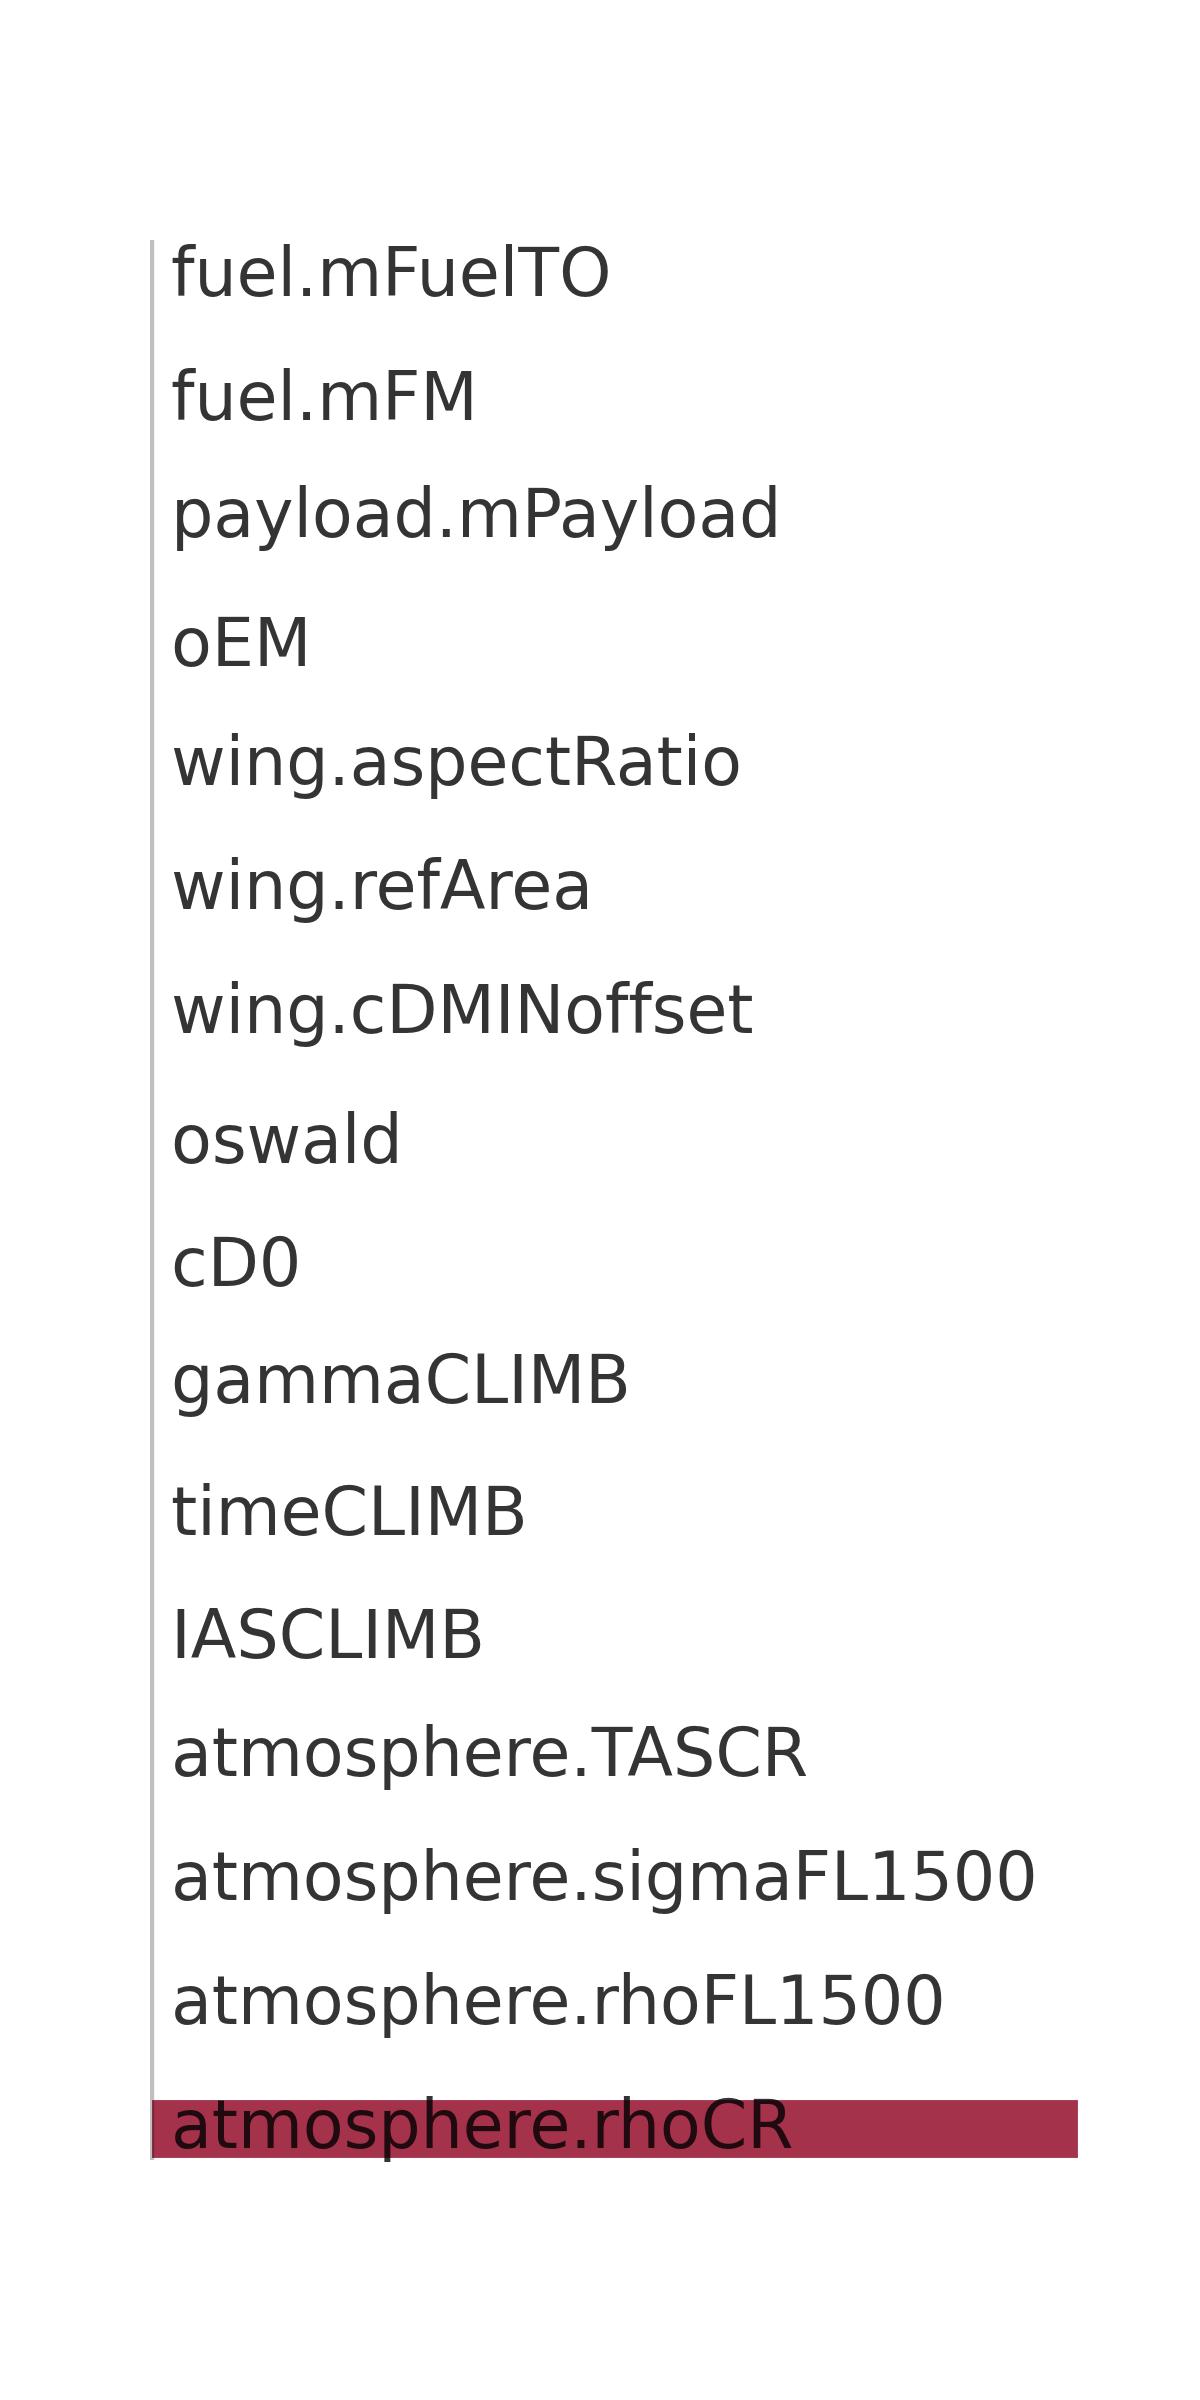 fuel.mFuelTO
fuel.mFM
payload.mPayload
oEM
wing.aspectRatio
wing.refArea
wing.cDMINoffset
oswald
cD0
gammaCLIMB
timeCLIMB
IASCLIMB
atmosphere.TASCR
atmosphere.sigmaFL1500
atmosphere.rhoFL1500
atmosphere.rhoCR